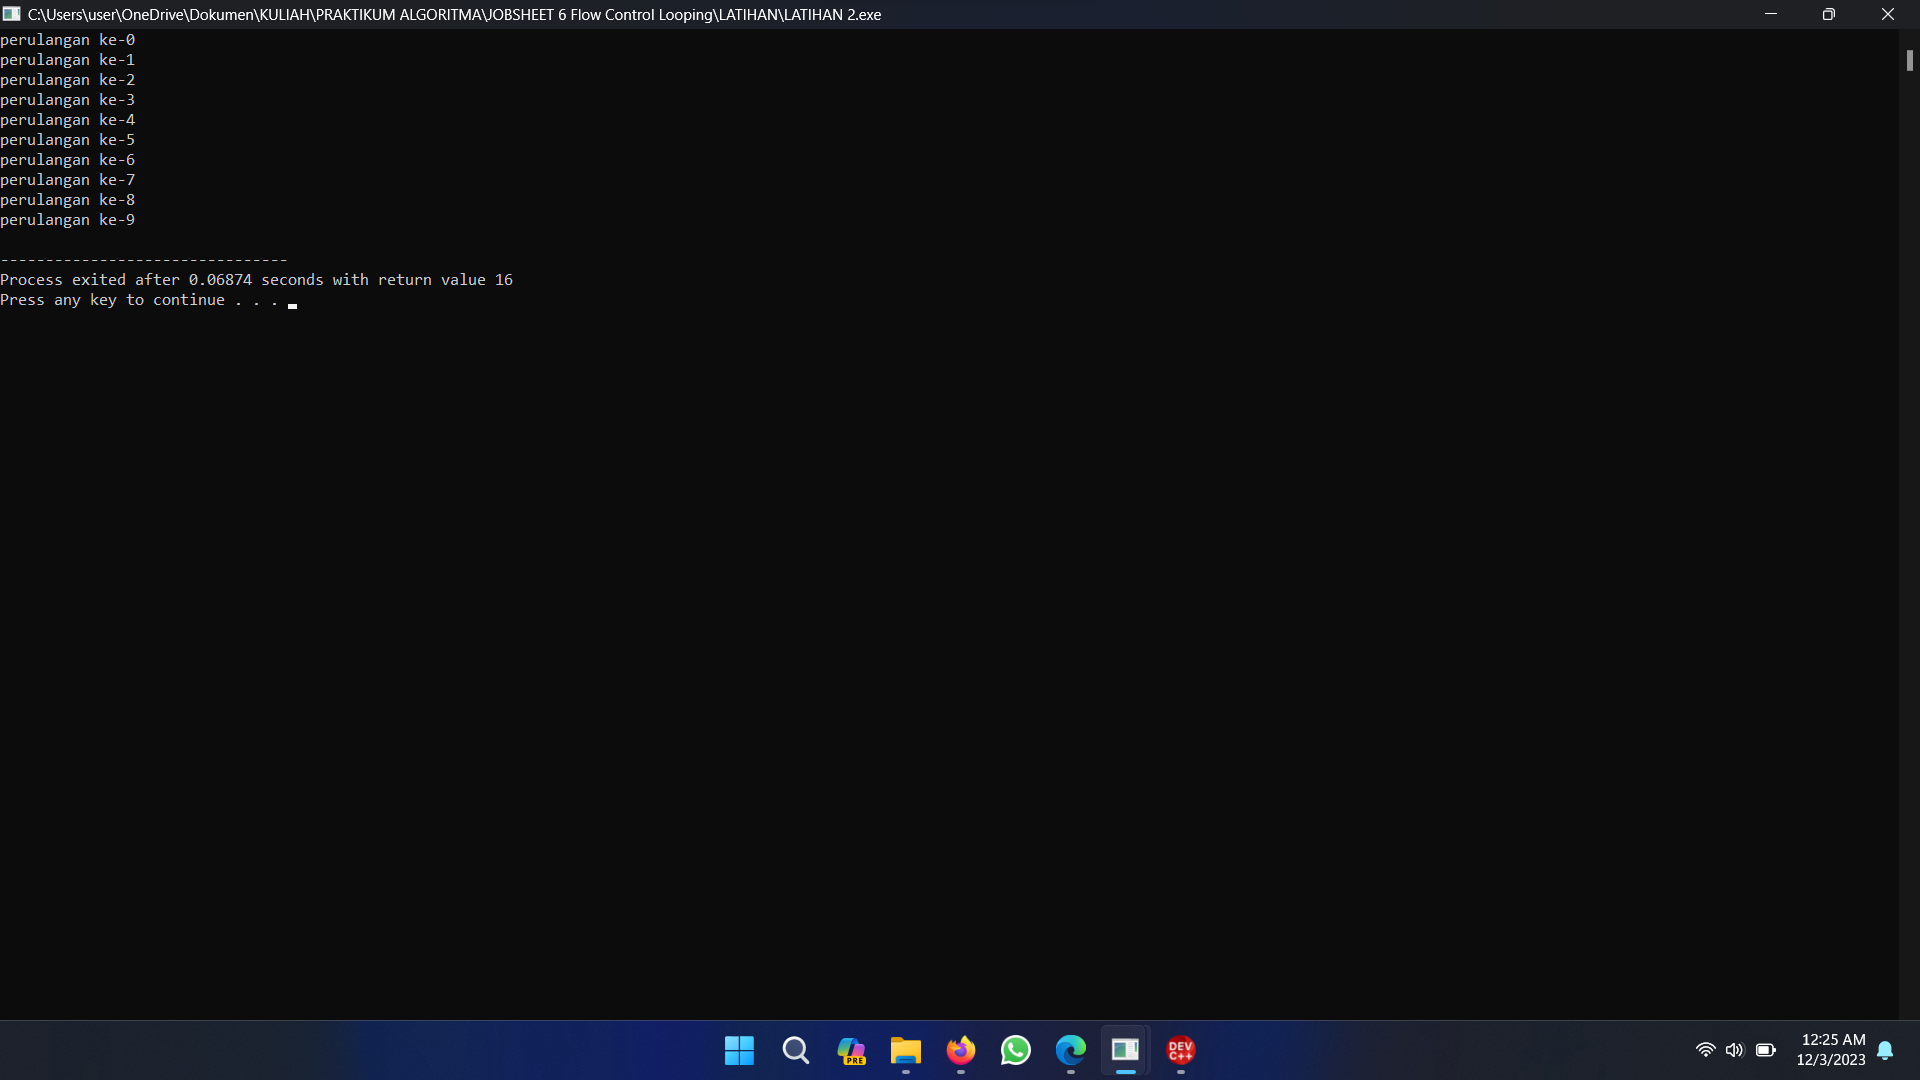 C:\Users\user\OneDrive\Dokumen\KULIAH\PRAKTIKUM ALGORITMA\JOBSHEET 6 Flow Control Looping\LATIHAN\LATIHAN 2.exe
perulangan ke-0
perulangan ke-1
perulangan ke-2
perulangan ke-3
perulangan ke-4
perulangan ke-5
perulangan ke-6
perulangan ke-7
perulangan ke-8
perulangan ke-9
--------------------------------
Process exited after 0.06874 seconds with return value 16
Press any key to continue . . .
PRE
DEV
C++
12:25 AM
12/3/2023